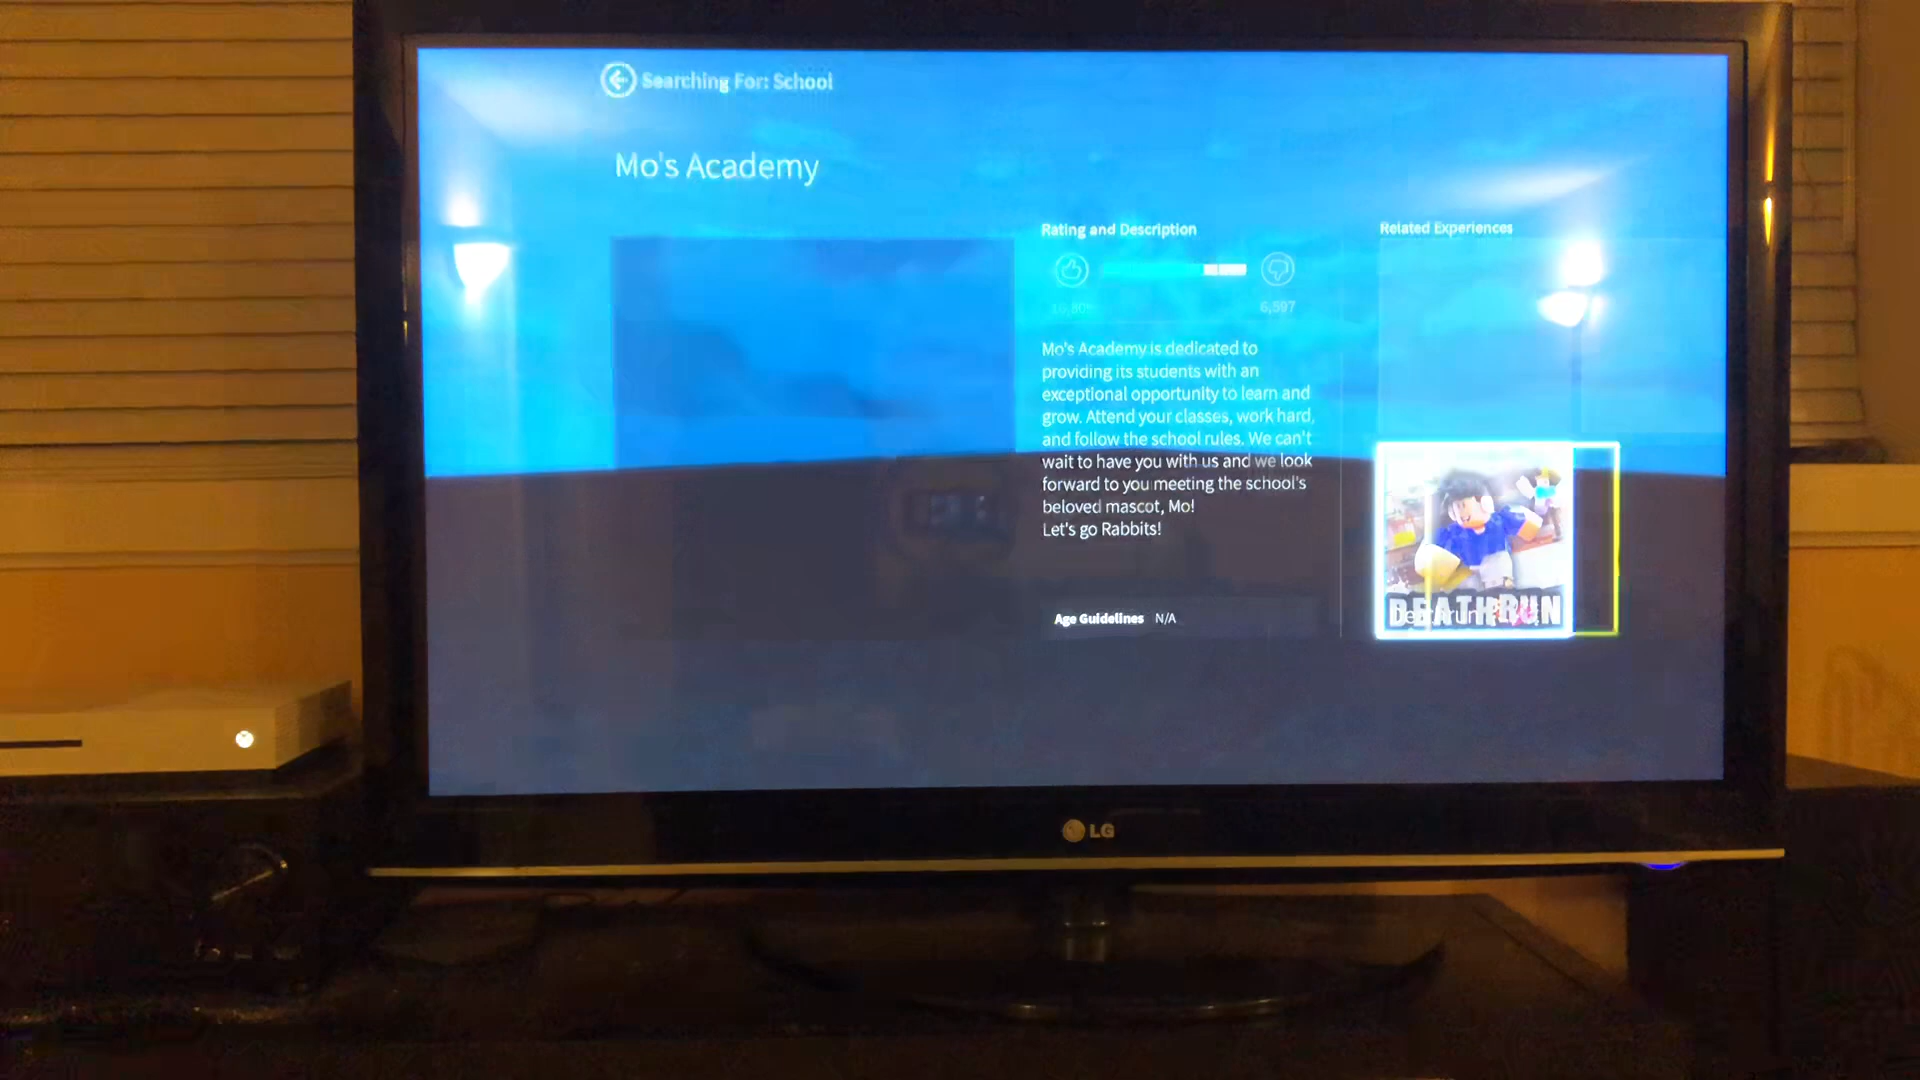 Searching For: School
Mo's Academy
Rating and Description
Related Experiences
6,597
Mo's Academy is dedicated to
providing its students with an
exceptional opportunity to learn and
grow. Attend your classes, work hard,
and follow the school rules. We can't
wait to have you with us and we look
forward to you meeting the school's
beloved mascot, Mo!
Let's go Rabbits!
Age Guidelines N/A
DEATHRUN
LG